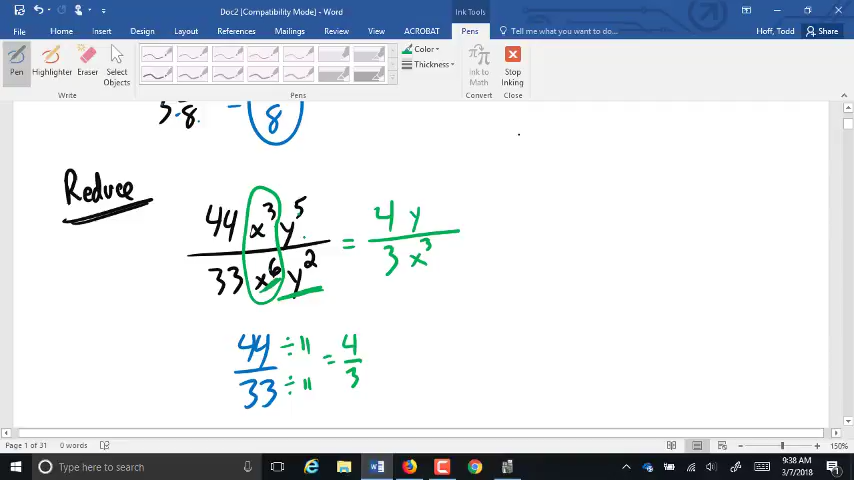 Doc2 [Compatibility Mode] - Word
Ink Tools
Hoff, Todd
File Home Insert Design Layout References Mailings Review View ACROBAT Pens Tell me what you want to do... Share
Pen Highlighter Eraser Select Objects
Color
Thickness
Ink to Math
Stop Inking
Write Pens Convert Close
3·8. - 8
Reduce
44 x³ y⁵ = 4 y
33 x⁶ y² 3 x³
44 ÷ 11 = 4
33 ÷ 11 3
Page 1 of 31 0 words 150%
Type here to search
9:38 AM
3/7/2018